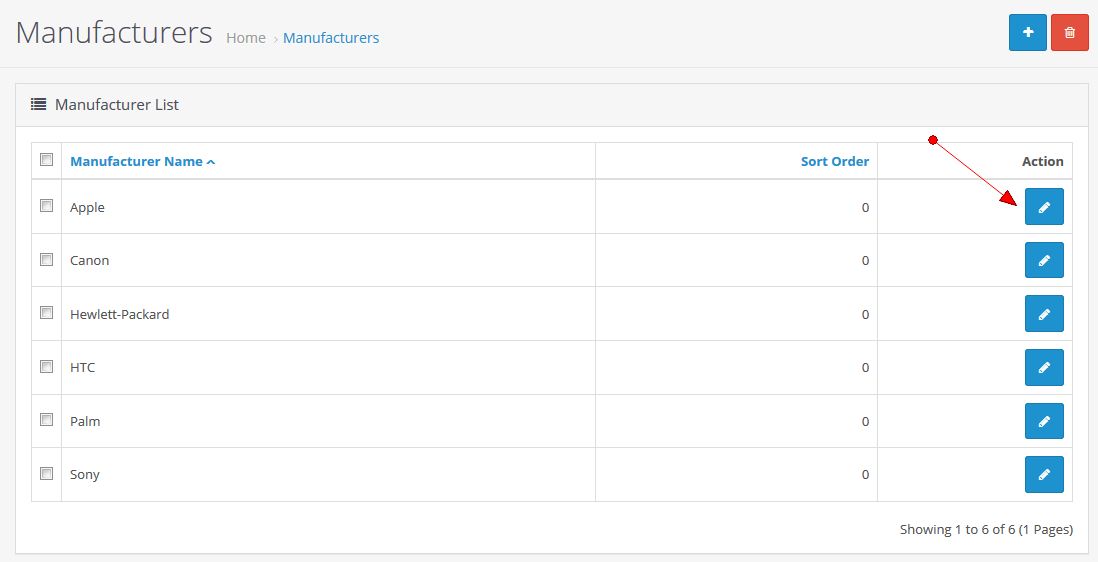 Manufacturers Home › Manufacturers
Manufacturer List
Manufacturer Name Sort Order Action
Apple 0
Canon 0
Hewlett-Packard 0
HTC 0
Palm 0
Sony 0
Showing 1 to 6 of 6 (1 Pages)